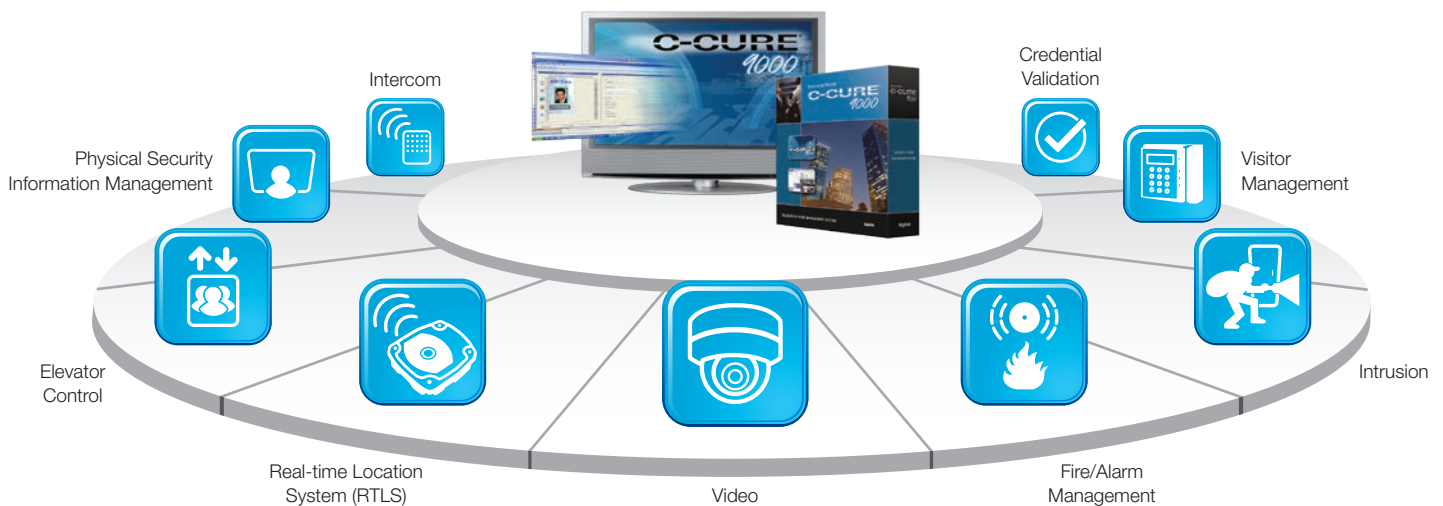 C-CURE
9000
C-CURE
9000
C-CURE
Intercom
Credential
Validation
Physical Security
Information Management
Visitor
Management
Elevator
Control
Intrusion
Real-time Location
System (RTLS)
Video
Fire/Alarm
Management